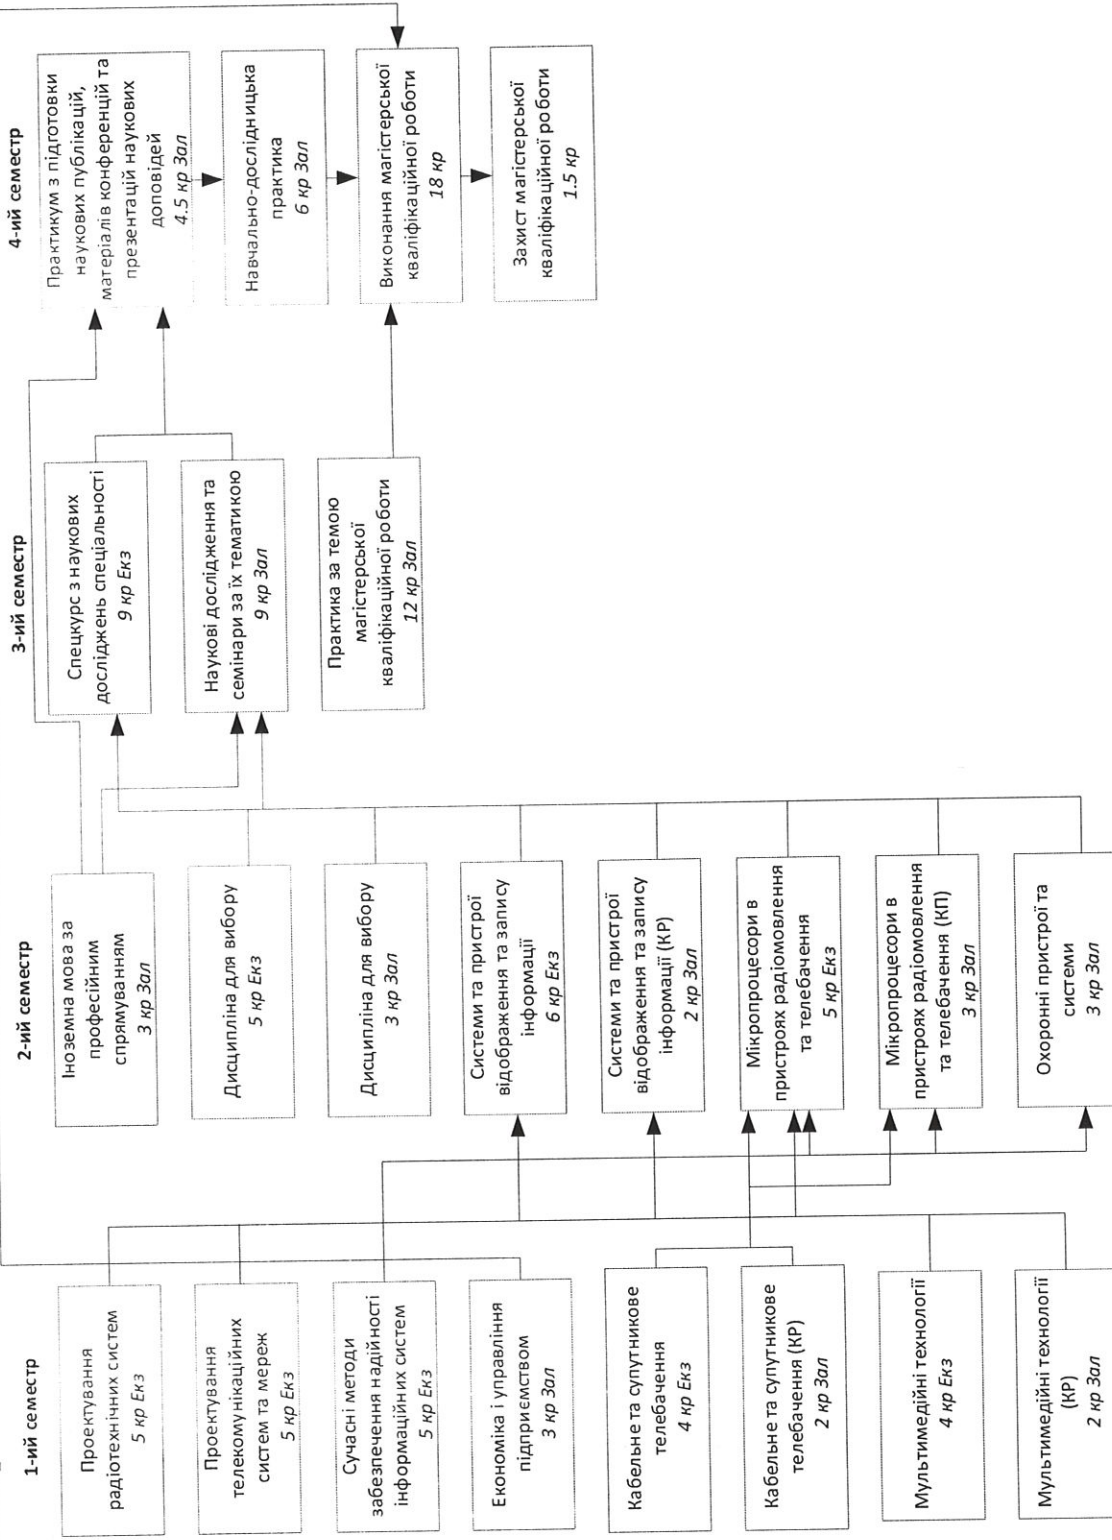 1-ий семестр
Проектування
радіотехнічних систем
5 кр Екз
Проектування
телекомунікаційних
систем та мереж
5 кр Екз
Сучасні методи
забезпечення надійності
інформаційних систем
5 кр Екз
Економіка і управління
підприємством
3 кр Зал
Кабельне та супутникове
телебачення
4 кр Екз
Кабельне та супутникове
телебачення (КР)
2 кр Зал
Мультимедійні технології
4 кр Екз
Мультимедійні технології
(КР)
2 кр Зал
2-ий семестр
Іноземна мова за
професійним
спрямуванням
3 кр Зал
Дисципліна для вибору
5 кр Екз
Дисципліна для вибору
3 кр Зал
Системи та пристрої
відображення та запису
інформації
6 кр Екз
Системи та пристрої
відображення та запису
інформації (КР)
2 кр Зал
Мікропроцесори в
пристроях радіомовлення
та телебачення
5 кр Екз
Мікропроцесори в
пристроях радіомовлення
та телебачення (КП)
3 кр Зал
Охоронні пристрої та
системи
3 кр Зал
3-ий семестр
Спецкурс з наукових
досліджень спеціальності
9 кр Екз
Наукові дослідження та
семінари за їх тематикою
9 кр Зал
Практика за темою
магістерської
кваліфікаційної роботи
12 кр Зал
4-ий семестр
Практикум з підготовки
наукових публікацій,
матеріалів конференцій та
презентацій наукових
доповідей
4.5 кр Зал
Навчально-дослідницька
практика
6 кр Зал
Виконання магістерської
кваліфікаційної роботи
18 кр
Захист магістерської
кваліфікаційної роботи
1.5 кр